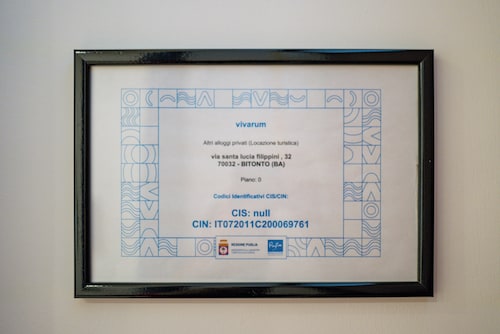 vivarum
Altri alloggi privati (Locazione turistica)
via santa lucia filippini , 32
70032 - BITONTO (BA)
Piano: 0
Codici Identificativi CIS/CIN:
CIS: null
CIN: IT072011C200069761
REGIONE PUGLIA